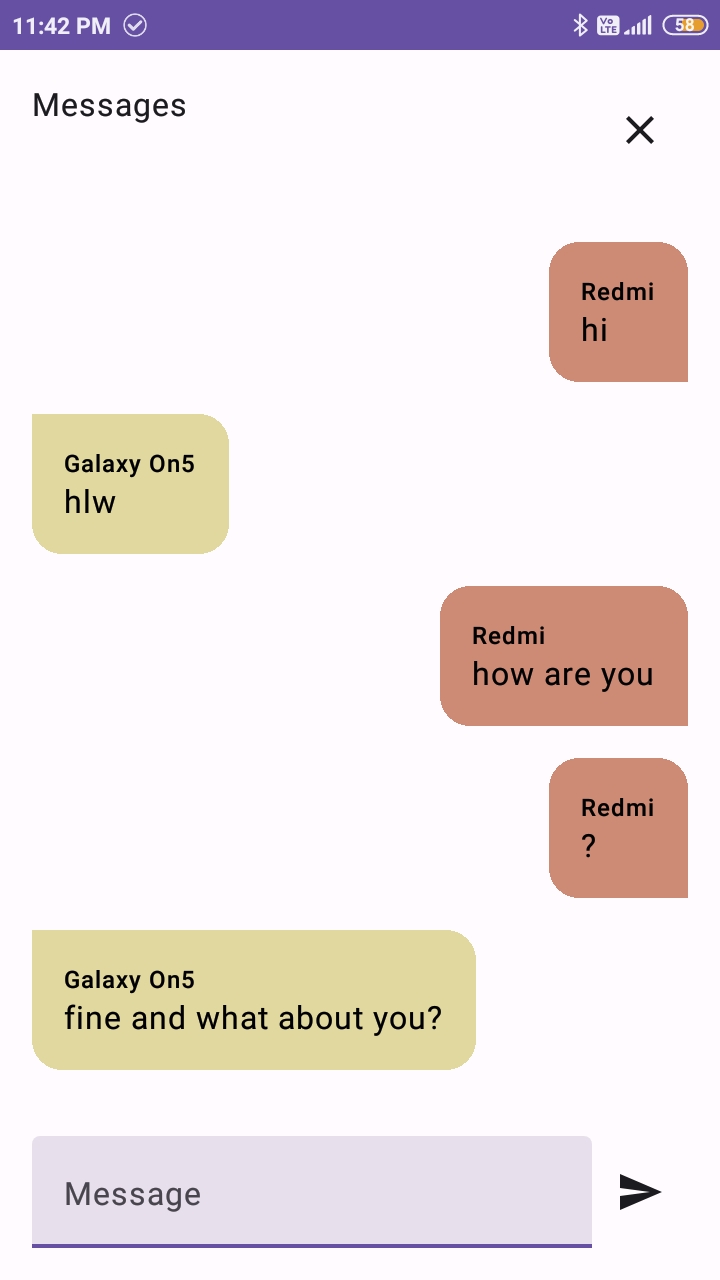 11:42 PM
Vo LTE
58
Messages
Redmi
hi
Galaxy On5
hlw
Redmi
how are you
Redmi
?
Galaxy On5
fine and what about you?
Message